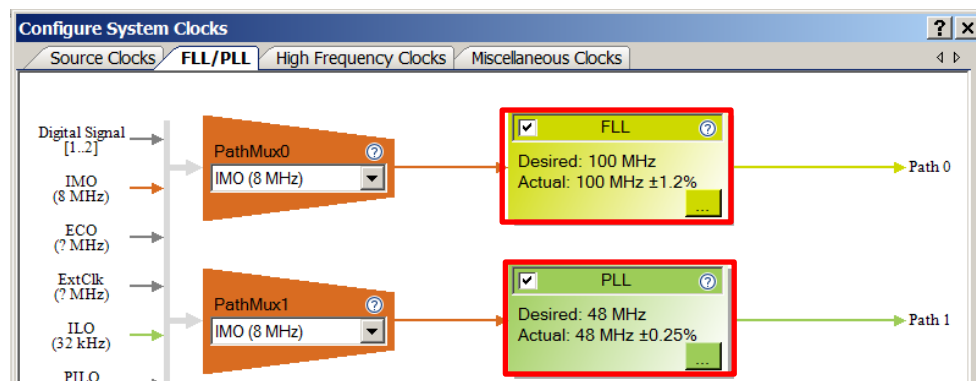 Configure System Clocks
Source Clocks
FLL/PLL
High Frequency Clocks
Miscellaneous Clocks
Digital Signal
[1..2]
IMO
(8 MHz)
ECO
(? MHz)
ExtClk
(? MHz)
ILO
(32 kHz)
PILO
PathMux0
IMO (8 MHz)
FLL
Desired: 100 MHz
Actual: 100 MHz ±1.2%
...
Path 0
PathMux1
IMO (8 MHz)
PLL
Desired: 48 MHz
Actual: 48 MHz ±0.25%
...
Path 1